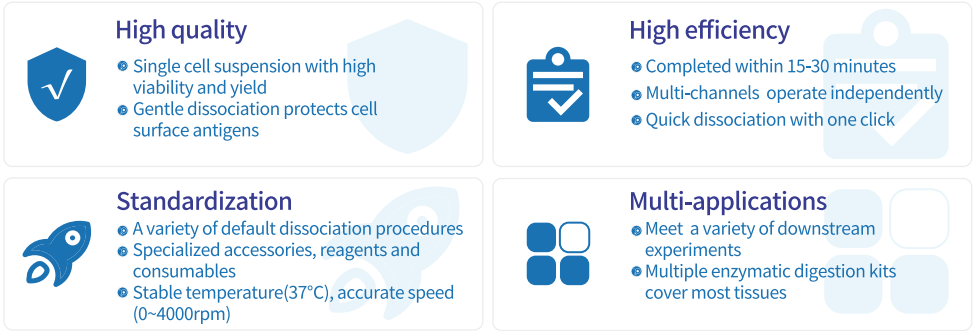 High quality
Single cell suspension with high
viability and yield
Gentle dissociation protects cell
surface antigens
High efficiency
Completed within 15-30 minutes
Multi-channels operate independently
Quick dissociation with one click
Standardization
A variety of default dissociation procedures
Specialized accessories, reagents and
consumables
Stable temperature(37°C), accurate speed
(0~4000rpm)
Multi-applications
Meet a variety of downstream
experiments
Multiple enzymatic digestion kits
cover most tissues